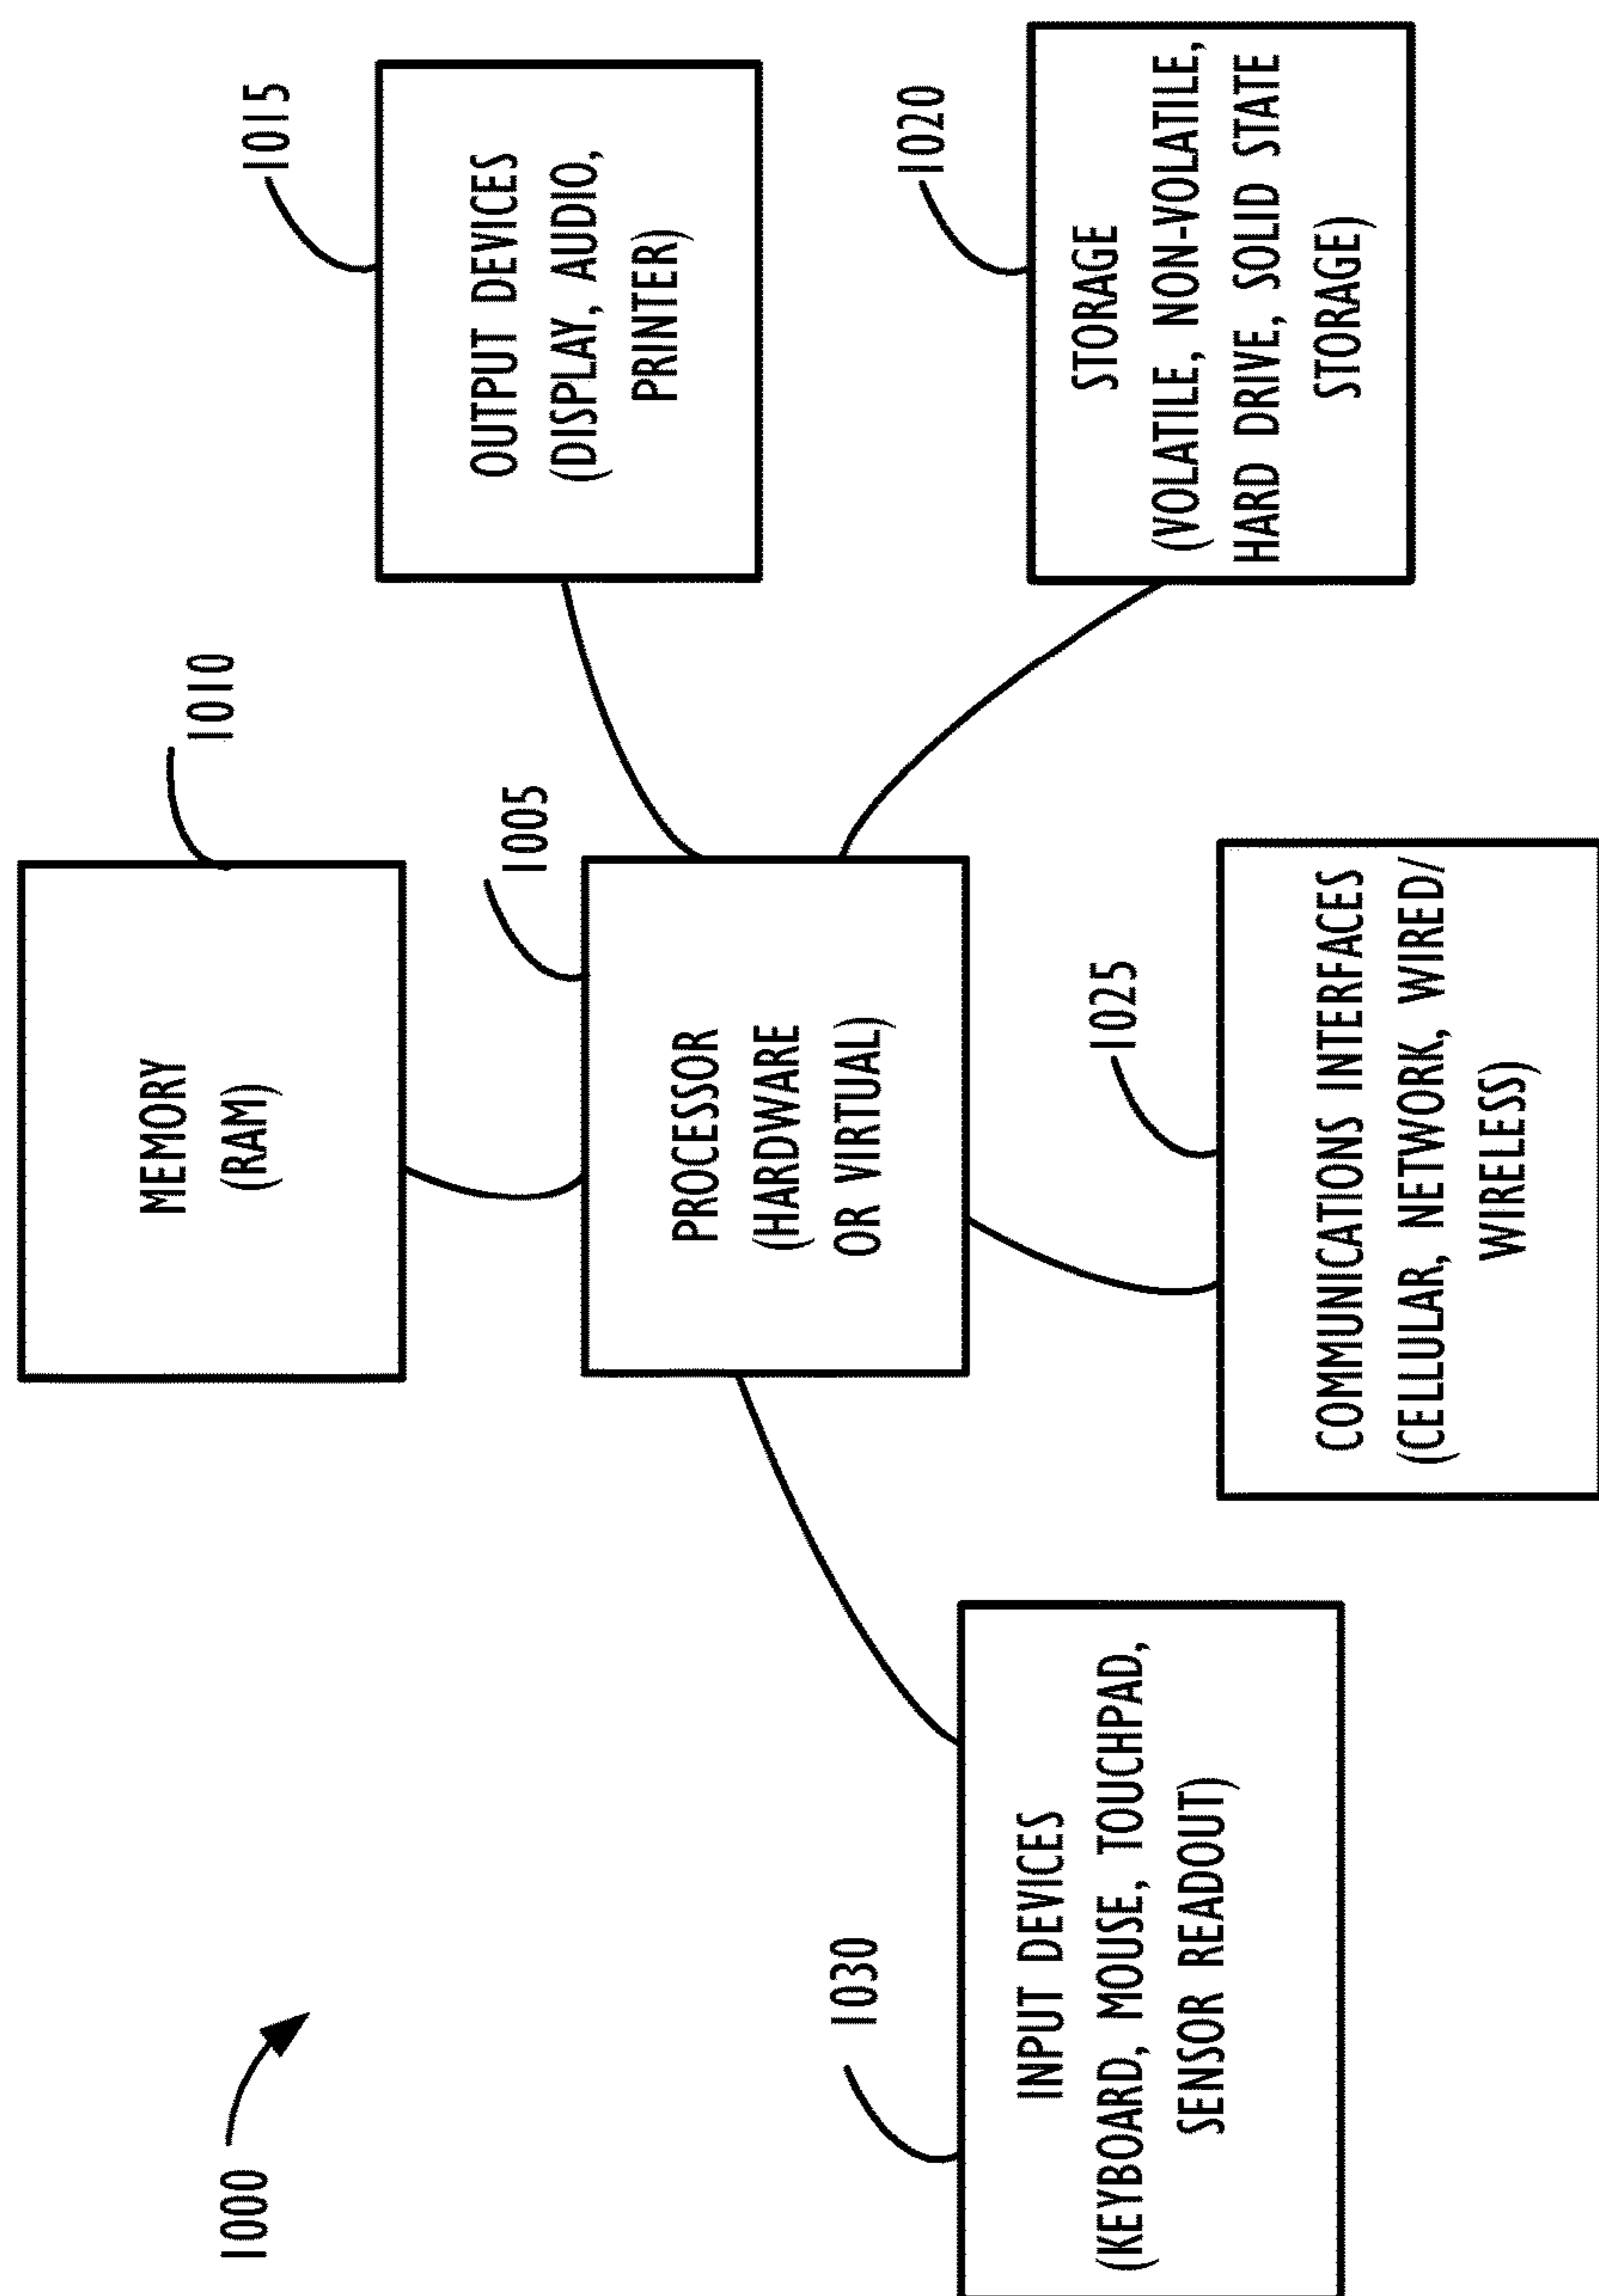 1000
1010
MEMORY
(RAM)
1015
OUTPUT DEVICES
(DISPLAY, AUDIO,
PRINTER)
1005
PROCESSOR
(HARDWARE
OR VIRTUAL)
1020
STORAGE
(VOLATILE, NON-VOLATILE,
HARD DRIVE, SOLID STATE
STORAGE)
1030
INPUT DEVICES
(KEYBOARD, MOUSE, TOUCHPAD,
SENSOR READOUT)
1025
COMMUNICATIONS INTERFACES
(CELLULAR, NETWORK, WIRED/
WIRELESS)